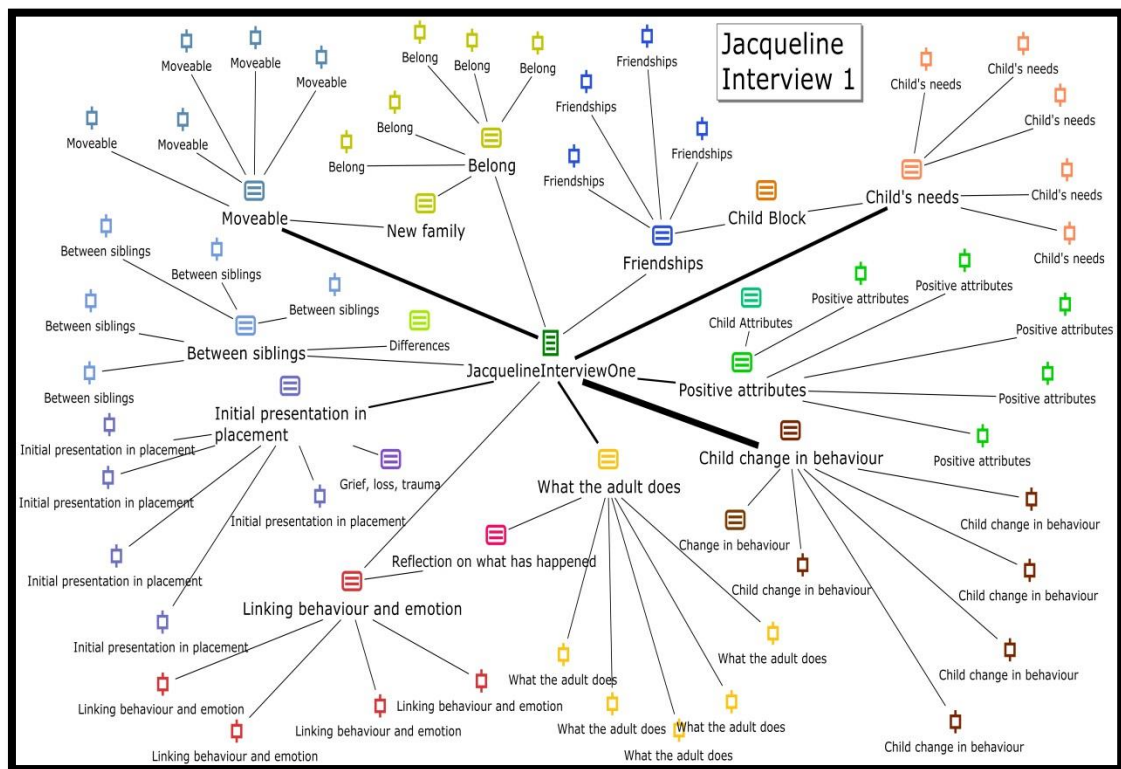 Jacqueline
Interview 1
Moveable
Moveable
Moveable
Moveable
Moveable
Moveable
Belong
Belong
Belong
Belong
Belong
Belong
New family
Friendships
Friendships
Friendships
Friendships
Friendships
Child Block
Child's needs
Child's needs
Child's needs
Child's needs
Child's needs
Child's needs
Between siblings
Between siblings
Between siblings
Between siblings
Between siblings
Between siblings
Differences
JacquelineInterviewOne
Child Attributes
Positive attributes
Positive attributes
Positive attributes
Positive attributes
Positive attributes
Positive attributes
Initial presentation in
placement
Initial presentation in placement
Initial presentation in placement
Initial presentation in placement
Initial presentation in placement
Initial presentation in placement
Grief, loss, trauma
What the adult does
Reflection on what has happened
Child change in behaviour
Change in behaviour
Child change in behaviour
Child change in behaviour
Child change in behaviour
Child change in behaviour
Child change in behaviour
Linking behaviour and emotion
Linking behaviour and emotion
Linking behaviour and emotion
Linking behaviour and emotion
Linking behaviour and emotion
What the adult does
What the adult does
What the adult does
What the adult does
What the adult does